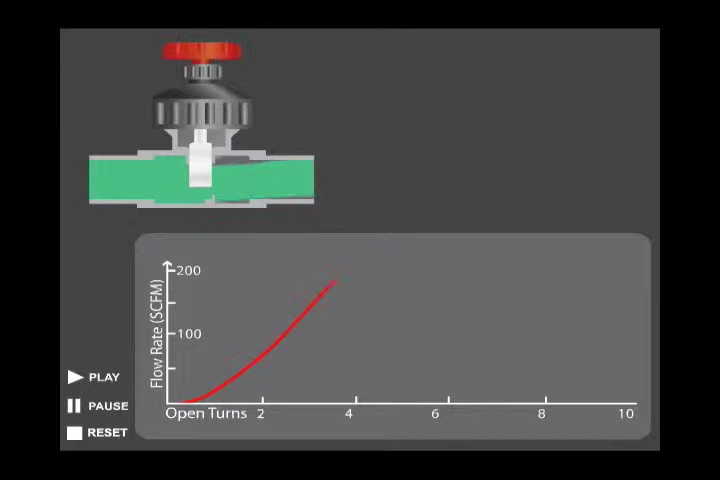 200
100
Flow Rate (SCFM)
Open Turns 2 4 6 8 10
PLAY
PAUSE
RESET